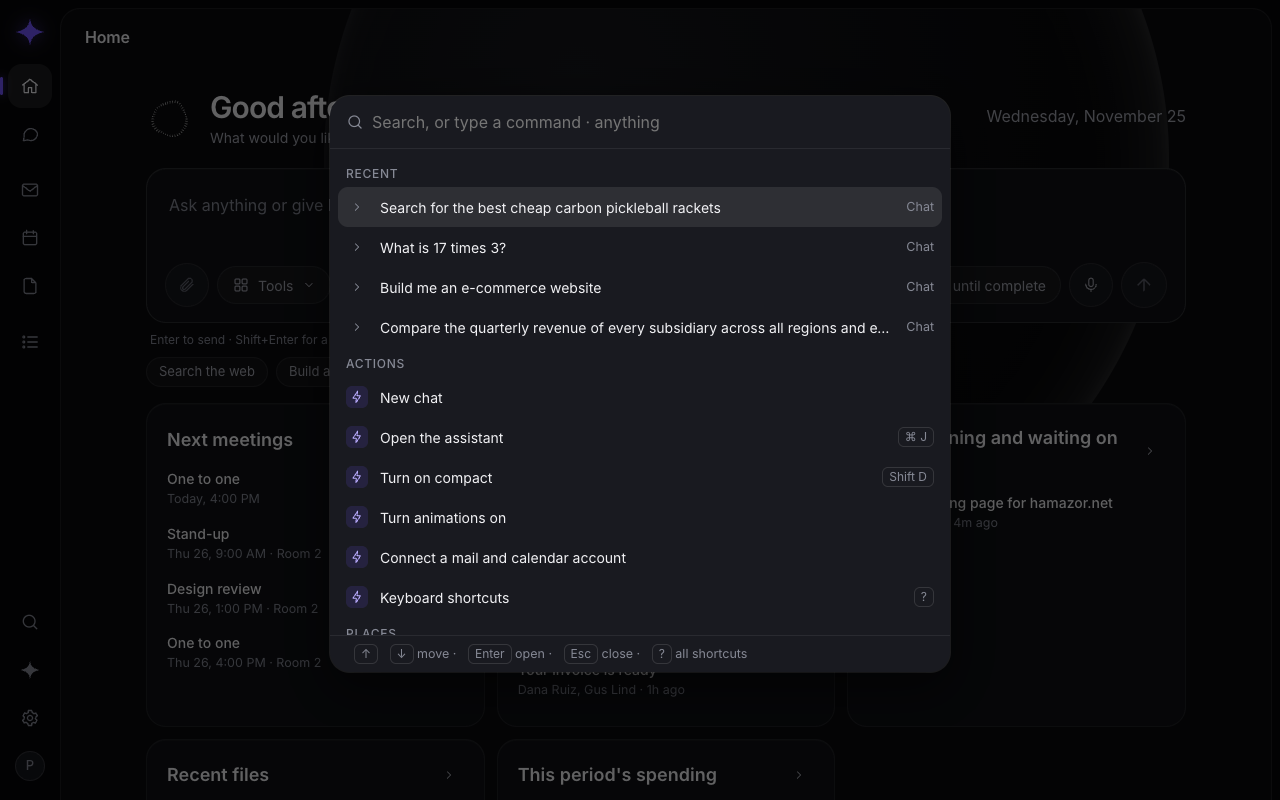 Home
Good afte
What would you li
Wednesday, November 25
Ask anything or give
Tools
until complete
Enter to send · Shift+Enter for a
Search the web
Build a
Search, or type a command · anything
RECENT
Search for the best cheap carbon pickleball rackets Chat
What is 17 times 3? Chat
Build me an e-commerce website Chat
Compare the quarterly revenue of every subsidiary across all regions and e... Chat
ACTIONS
New chat
Open the assistant ⌘ J
Turn on compact Shift D
Turn animations on
Connect a mail and calendar account
Keyboard shortcuts ?
PLACES
↑ ↓ move · Enter open · Esc close · ? all shortcuts
Next meetings
One to one
Today, 4:00 PM
Stand-up
Thu 26, 9:00 AM · Room 2
Design review
Thu 26, 1:00 PM · Room 2
One to one
Thu 26, 4:00 PM · Room 2
Your invoice is ready
Dana Ruiz, Gus Lind · 1h ago
ning and waiting on
ng page for hamazor.net
4m ago
Recent files
This period's spending
P